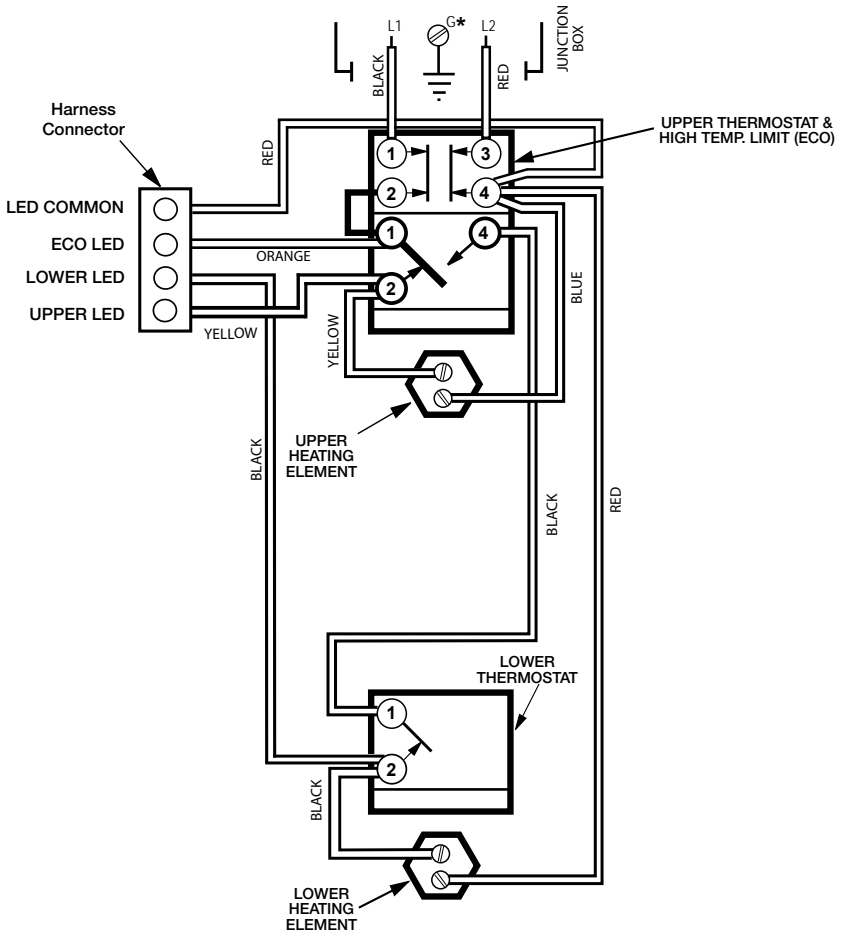 L1
G*
L2
JUNCTION
BOX
BLACK
RED
Harness
Connector
UPPER THERMOSTAT &
HIGH TEMP. LIMIT (ECO)
RED
1
3
2
4
LED COMMON
ECO LED
LOWER LED
UPPER LED
ORANGE
1
4
2
YELLOW
YELLOW
BLUE
UPPER
HEATING
ELEMENT
BLACK
BLACK
RED
LOWER
THERMOSTAT
1
2
BLACK
LOWER
HEATING
ELEMENT